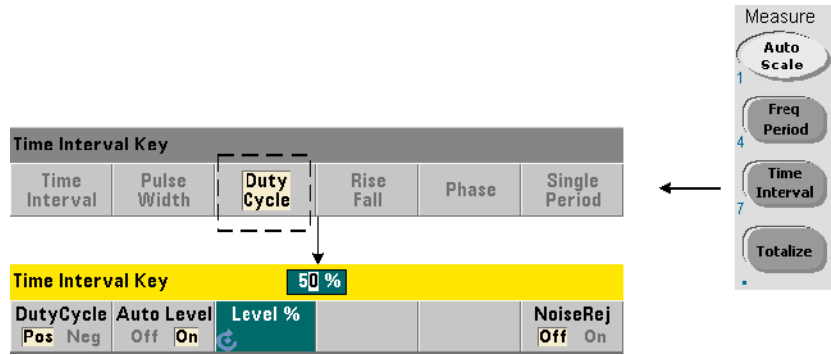 Measure
Auto
Scale
1
Freq
Period
4
Time
Interval
7
Totalize
.
Time Interval Key
Time
Interval
Pulse
Width
Duty
Cycle
Rise
Fall
Phase
Single
Period
Time Interval Key
50 %
DutyCycle
Pos Neg
Auto Level
Off On
Level %
NoiseRej
Off On